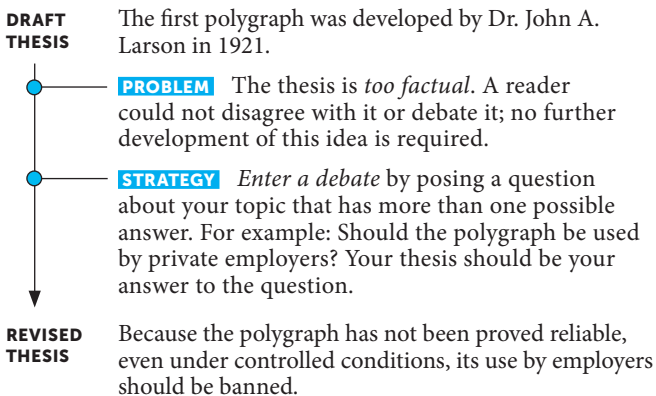 DRAFT THESIS
The first polygraph was developed by Dr. John A.
Larson in 1921.
PROBLEM The thesis is too factual. A reader
could not disagree with it or debate it; no further
development of this idea is required.
STRATEGY Enter a debate by posing a question
about your topic that has more than one possible
answer. For example: Should the polygraph be used
by private employers? Your thesis should be your
answer to the question.
REVISED THESIS
Because the polygraph has not been proved reliable,
even under controlled conditions, its use by employers
should be banned.